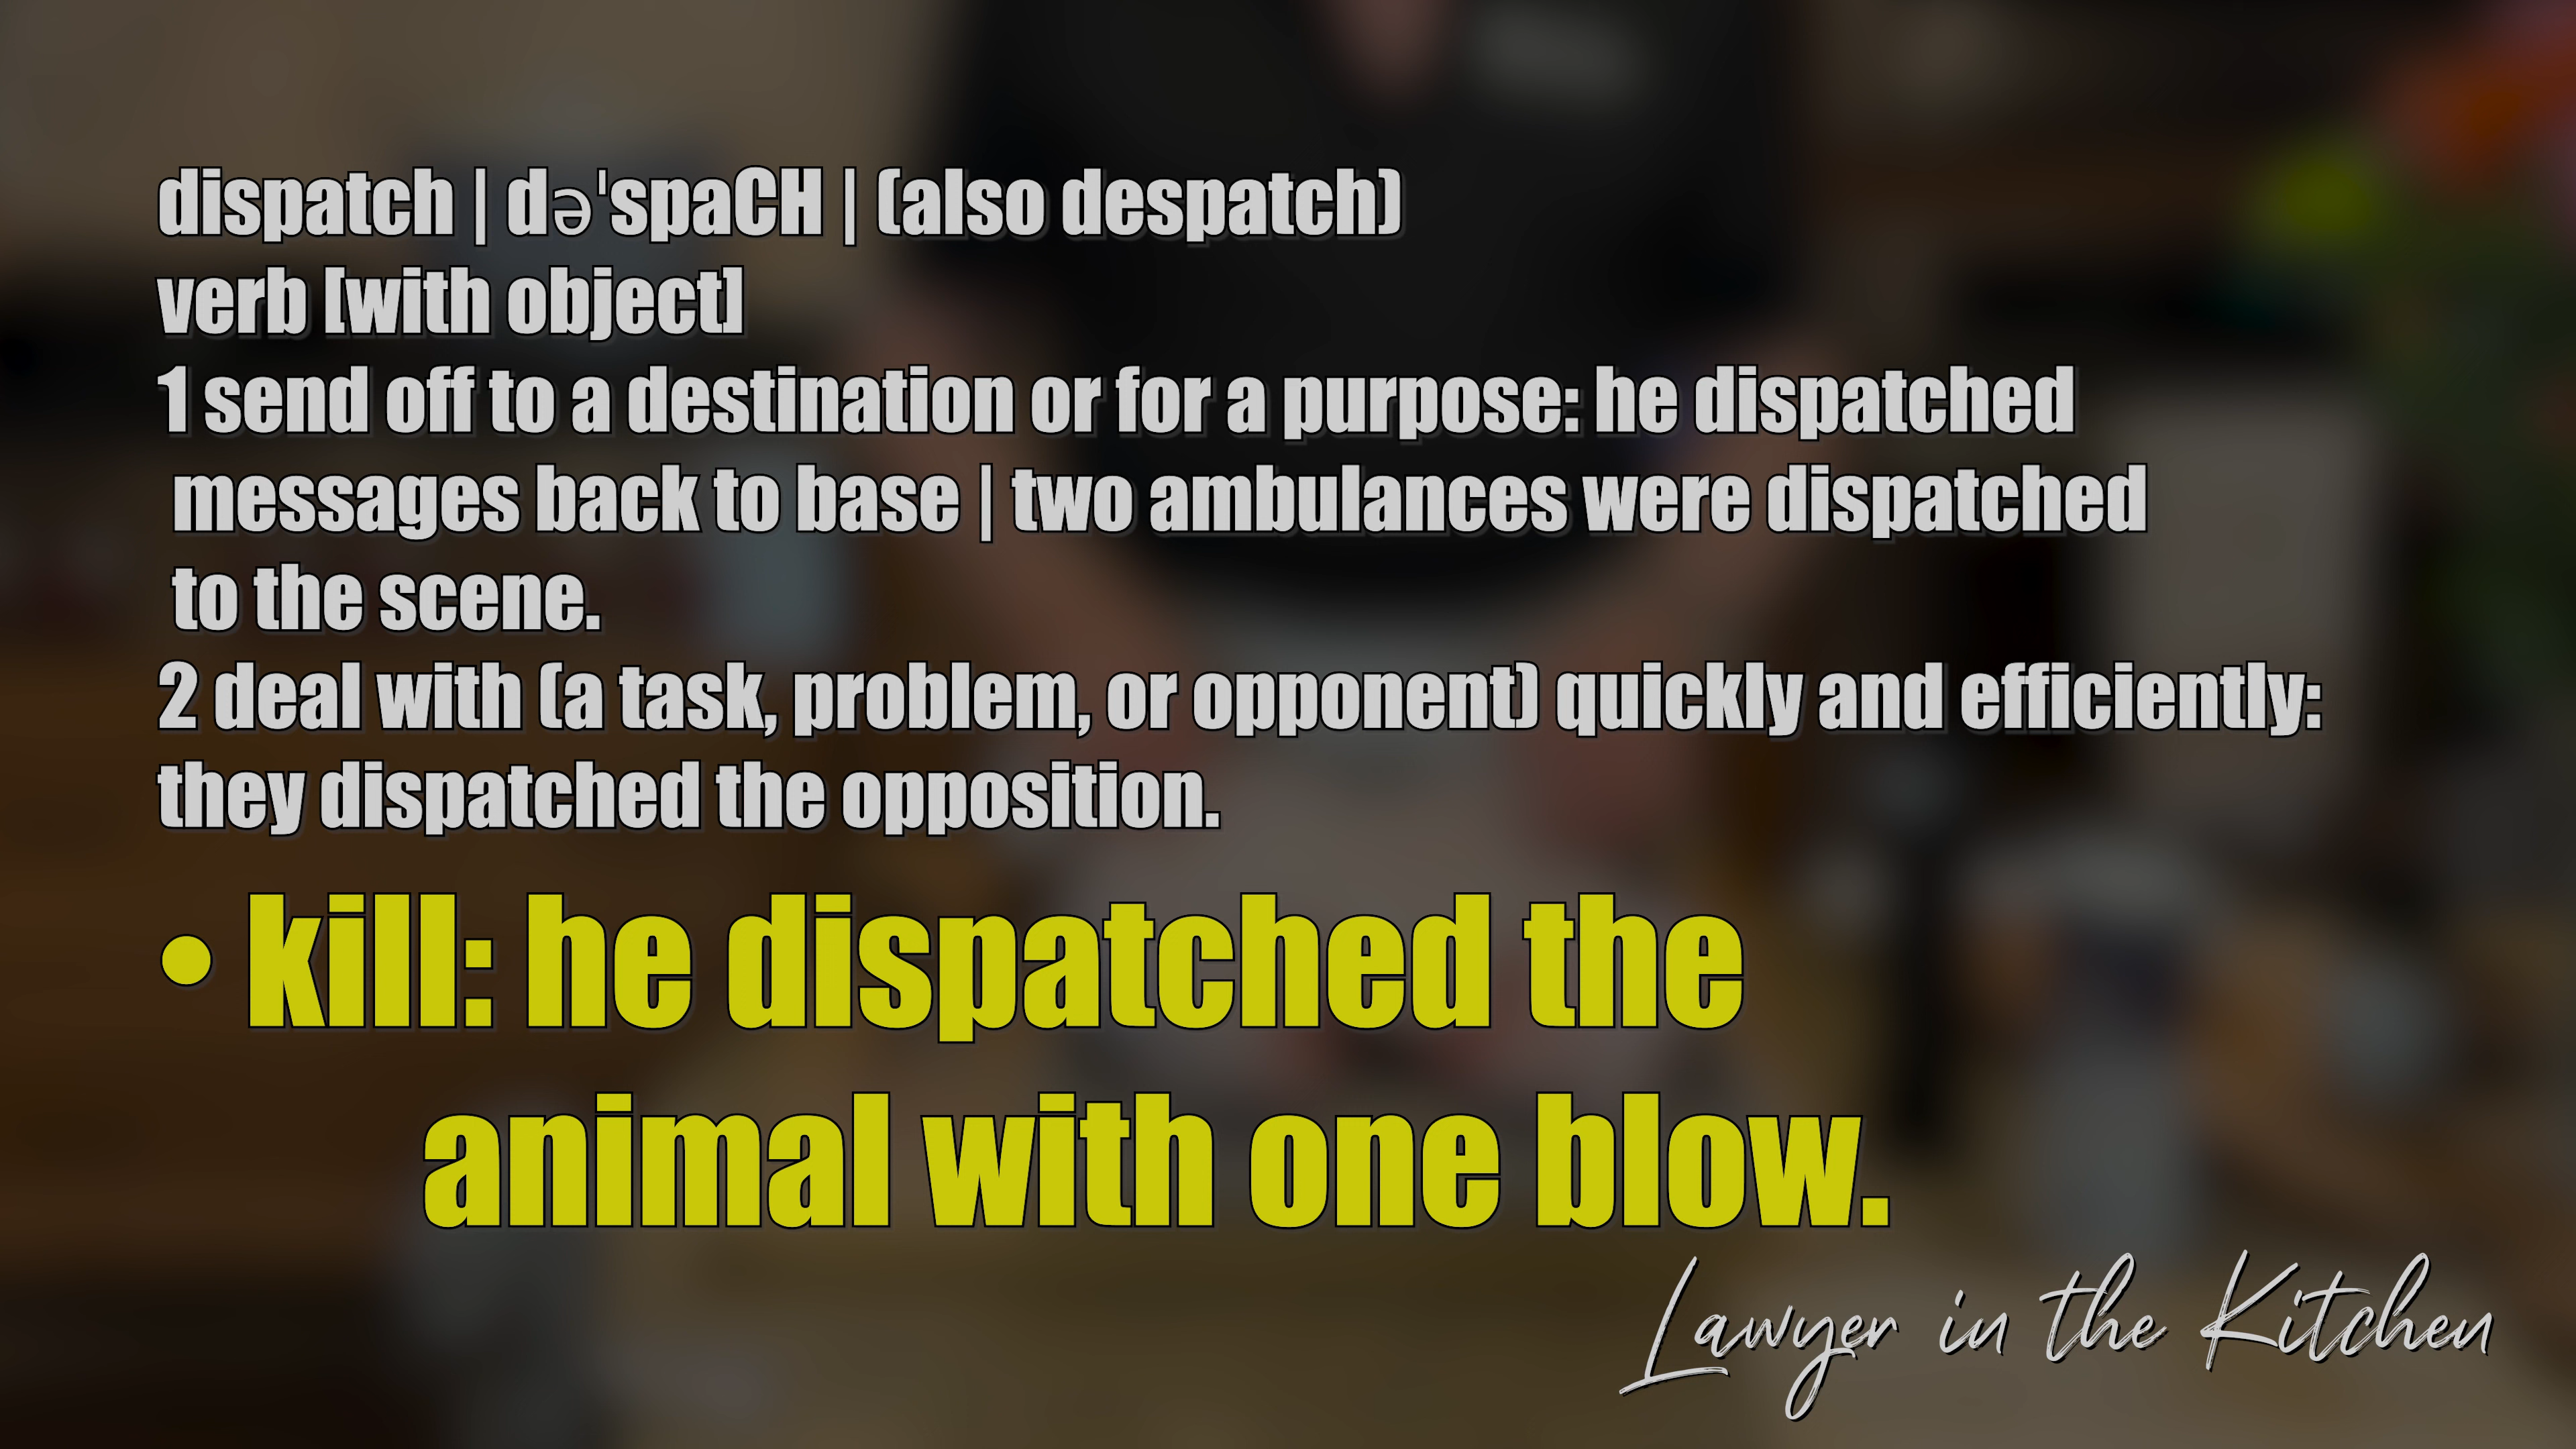 dispatch | dəˈspaCH | (also despatch)
verb [with object]
1 send off to a destination or for a purpose: he dispatched
messages back to base | two ambulances were dispatched
to the scene.
2 deal with (a task, problem, or opponent) quickly and efficiently:
they dispatched the opposition.
• kill: he dispatched the
animal with one blow.
Lawyer in the Kitchen